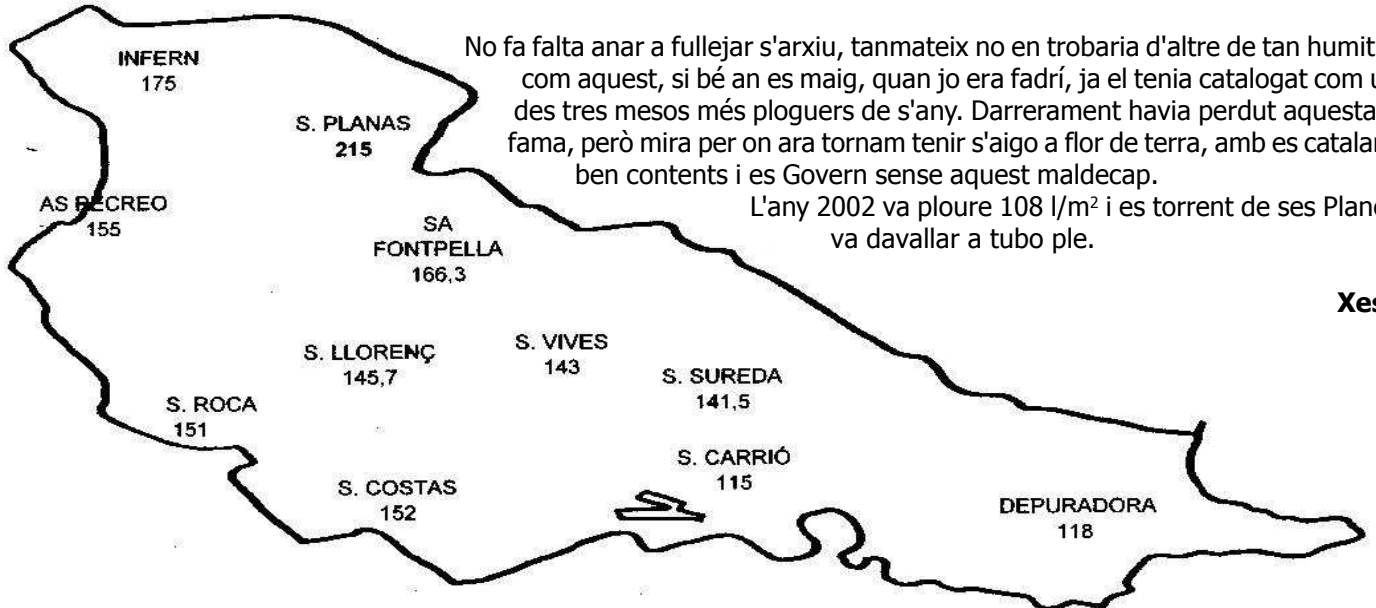 No fa falta anar a fullejar s'arxiu, tanmateix no en trobaria d'altre de tan humit
com aquest, si bé an es maig, quan jo era fadrí, ja el tenia catalogat com u
des tres mesos més ploguers de s'any. Darrerament havia perdut aquesta
fama, però mira per on ara tornam tenir s'aigo a flor de terra, amb es catalan
ben contents i es Govern sense aquest maldecap.
L'any 2002 va ploure 108 l/m² i es torrent de ses Plane
va davallar a tubo ple.
Xes
INFERN
175
S. PLANAS
215
AS RECREO
155
SA
FONTPELLA
166,3
S. LLORENÇ
145,7
S. VIVES
143
S. SUREDA
141,5
S. ROCA
151
S. CARRIÓ
115
S. COSTAS
152
DEPURADORA
118